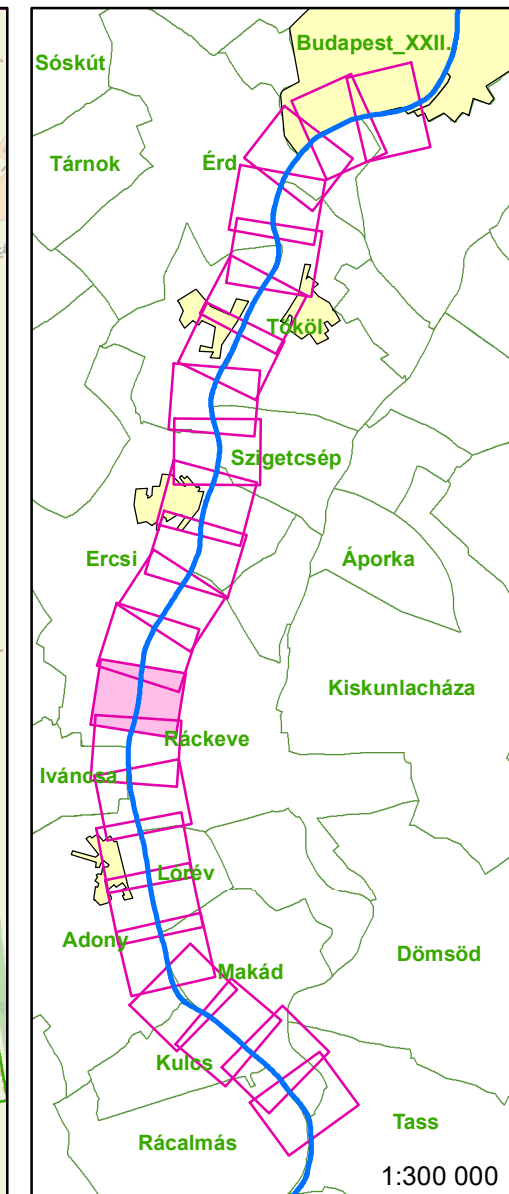 Budapest_XXII.
Sóskút
Tárnok
Érd
Tököl
Szigetcsép
Ercsi
Áporka
Kiskunlacháza
Ráckeve
Iváncsa
Lórév
Adony
Dömsöd
Makád
Kulcs
Tass
Rácalmás
1:300 000